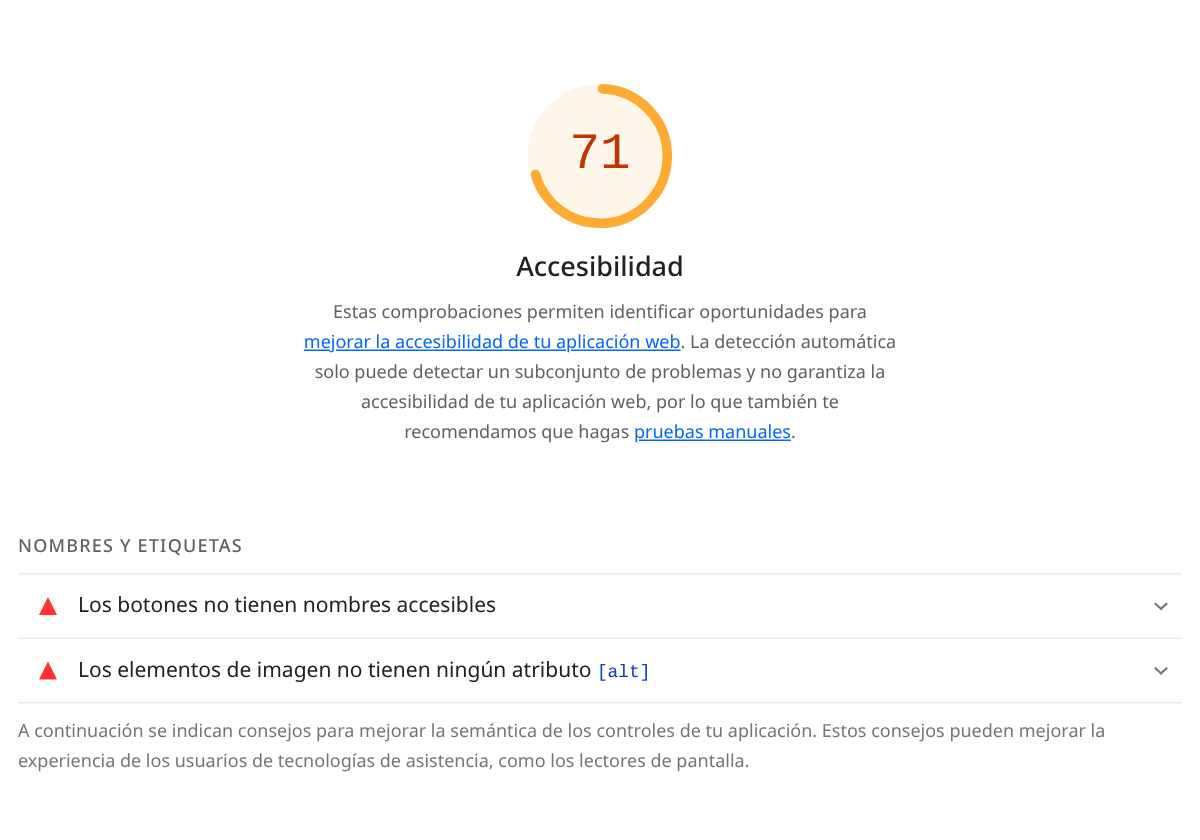 71
Accesibilidad
Estas comprobaciones permiten identificar oportunidades para
mejorar la accesibilidad de tu aplicación web. La detección automática
solo puede detectar un subconjunto de problemas y no garantiza la
accesibilidad de tu aplicación web, por lo que también te
recomendamos que hagas pruebas manuales.
NOMBRES Y ETIQUETAS
Los botones no tienen nombres accesibles
Los elementos de imagen no tienen ningún atributo [alt]
A continuación se indican consejos para mejorar la semántica de los controles de tu aplicación. Estos consejos pueden mejorar la
experiencia de los usuarios de tecnologías de asistencia, como los lectores de pantalla.